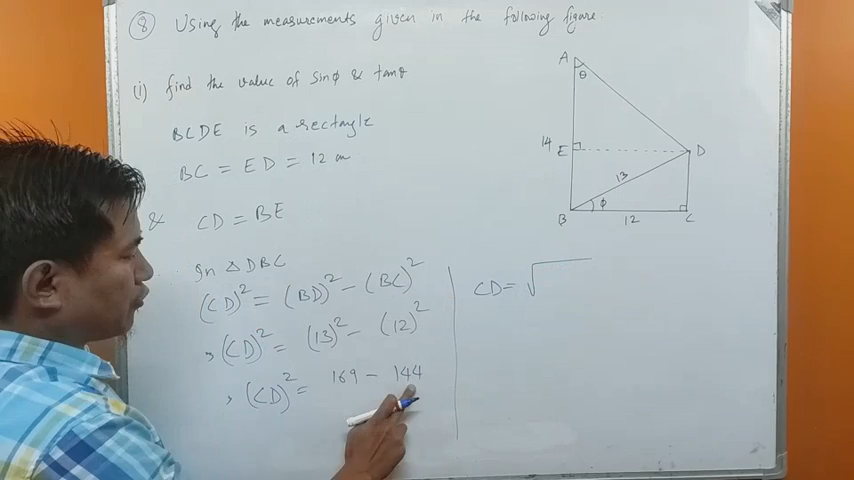 ⑧ Using the measurements given in the following figure.
(i) find the value of sinϕ & tanθ
BCDE is a rectangle
BC = ED = 12 cm
& CD = BE
In △ DBC
(CD)² = (BD)² − (BC)²
, (CD)² = (13)² − (12)²
, (CD)² = 169 − 144
CD = √
A
θ
14 E
D
13
ϕ
B 12 C